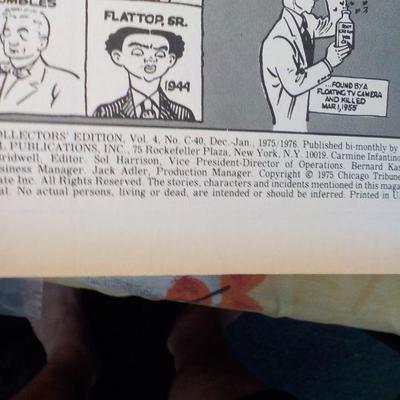 FLATTOP, SR.
1944
...FOUND BY A
FLOATING TV CAMERA
AND KILLED
MAR 1, 1955
OLLECTORS' EDITION, Vol. 4, No. C-40, Dec.-Jan., 1975/1976. Published bi-monthly by
PUBLICATIONS, INC., 75 Rockefeller Plaza, New York, N.Y. 10019. Carmine Infantino
ridwell, Editor. Sol Harrison, Vice President-Director of Operations. Bernard Kas
siness Manager. Jack Adler, Production Manager. Copyright © 1975 Chicago Tribune
ate Inc. All Rights Reserved. The stories, characters and incidents mentioned in this maga
al. No actual persons, living or dead, are intended or should be inferred. Printed in U.